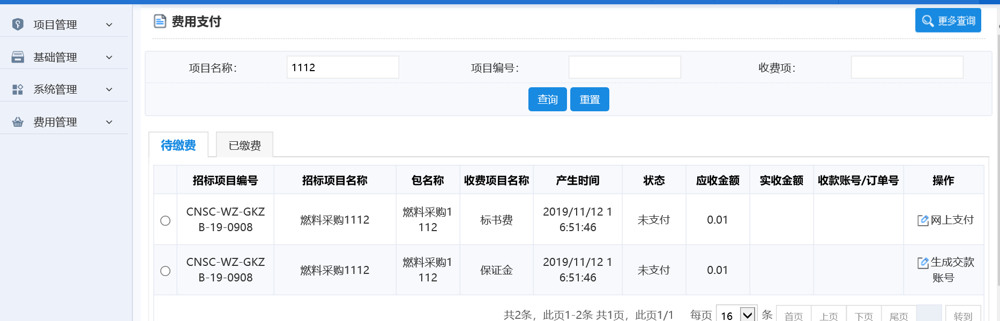 费用支付
更多查询
项目管理
基础管理
系统管理
费用管理
项目名称: 1112 项目编号: 收费项:
查询 重置
待缴费 已缴费
招标项目编号 招标项目名称 包名称 收费项目名称 产生时间 状态 应收金额 实收金额 收款账号/订单号 操作
CNSC-WZ-GKZ
B-19-0908
燃料采购1112
燃料采购1
112
标书费
2019/11/12 1
6:51:46
未支付
0.01
网上支付
CNSC-WZ-GKZ
B-19-0908
燃料采购1112
燃料采购1
112
保证金
2019/11/12 1
6:51:46
未支付
0.01
生成交款
账号
共2条，此页1-2条 共1页，此页1/1 每页 16 条 首页 上页 下页 尾页 转到